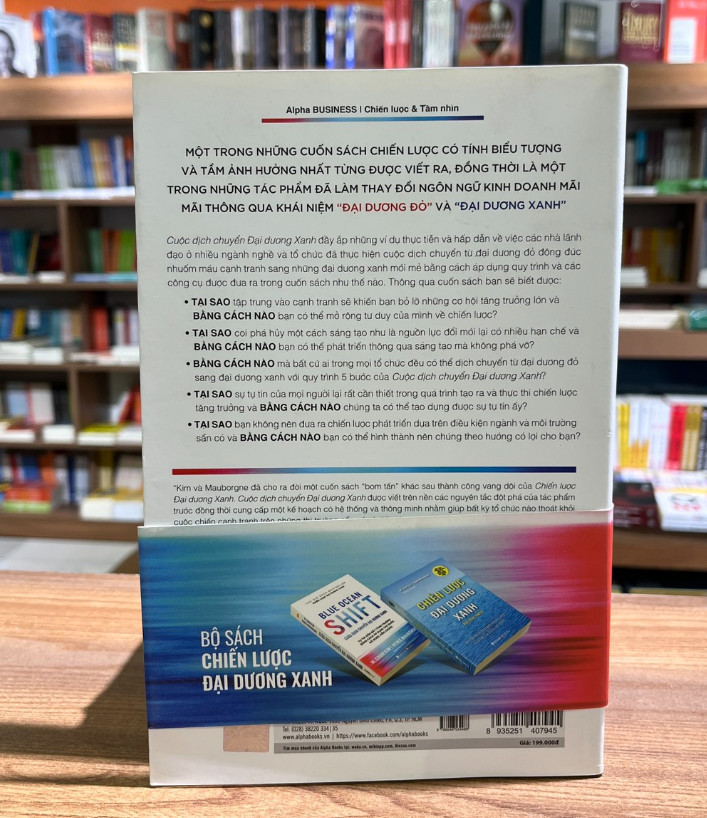 Alpha BUSINESS | Chiến lược & Tầm nhìn
MỘT TRONG NHỮNG CUỐN SÁCH CHIẾN LƯỢC CÓ TÍNH BIỂU TƯỢNG
VÀ TẦM ẢNH HƯỞNG NHẤT TỪNG ĐƯỢC VIẾT RA, ĐỒNG THỜI LÀ MỘT
TRONG NHỮNG TÁC PHẨM ĐÃ LÀM THAY ĐỔI NGÔN NGỮ KINH DOANH MÃI
MÃI THÔNG QUA KHÁI NIỆM “ĐẠI DƯƠNG ĐỎ” VÀ “ĐẠI DƯƠNG XANH”
Cuộc dịch chuyển Đại dương Xanh đầy ắp những ví dụ thực tiễn và hấp dẫn về việc các nhà lãnh
đạo ở nhiều ngành nghề và tổ chức đã thực hiện cuộc dịch chuyển từ đại dương đỏ đông đúc
nhuốm máu cạnh tranh sang những đại dương xanh mới mẻ bằng cách áp dụng quy trình và các
công cụ được đưa ra trong cuốn sách như thế nào. Thông qua cuốn sách bạn sẽ biết được:
• TẠI SAO tập trung vào cạnh tranh sẽ khiến bạn bỏ lỡ những cơ hội tăng trưởng lớn và
BẰNG CÁCH NÀO bạn có thể mở rộng tư duy của mình về chiến lược?
• TẠI SAO coi phá hủy một cách sáng tạo như là nguồn lực đổi mới lại có nhiều hạn chế và
BẰNG CÁCH NÀO bạn có thể phát triển thông qua sáng tạo mà không phá vỡ?
• BẰNG CÁCH NÀO mà bất cứ ai trong mọi tổ chức đều có thể dịch chuyển từ đại dương đỏ
sang đại dương xanh với quy trình 5 bước của Cuộc dịch chuyển Đại dương Xanh?
• TẠI SAO sự tự tin của mọi người lại rất cần thiết trong quá trình tạo ra và thực thi chiến lược
tăng trưởng và BẰNG CÁCH NÀO chúng ta có thể tạo dựng được sự tự tin ấy?
• TẠI SAO bạn không nên đưa ra chiến lược phát triển dựa trên điều kiện ngành và môi trường
sẵn có và BẰNG CÁCH NÀO bạn có thể hình thành nên chúng theo hướng có lợi cho bạn?
“Kim và Mauborgne đã cho ra đời một cuốn sách “bom tấn” khác sau thành công vang dội của Chiến lược
Đại dương Xanh. Cuộc dịch chuyển Đại dương Xanh được viết trên nền các nguyên tắc đột phá của tác phẩm
trước đồng thời cung cấp một kế hoạch có hệ thống và thông minh nhằm giúp bất kỳ tổ chức nào thoát khỏi
cuộc chiến cạnh tranh trên những thị trường
BLUE OCEAN
SHIFT
CHIẾN LƯỢC
ĐẠI DƯƠNG
XANH
BỘ SÁCH
CHIẾN LƯỢC
ĐẠI DƯƠNG XANH
Tel: (028) 38220 334 | 35
www.alphabooks.vn | https://www.facebook.com/alphabooks
8 935251 407945
Giá: 199.000đ